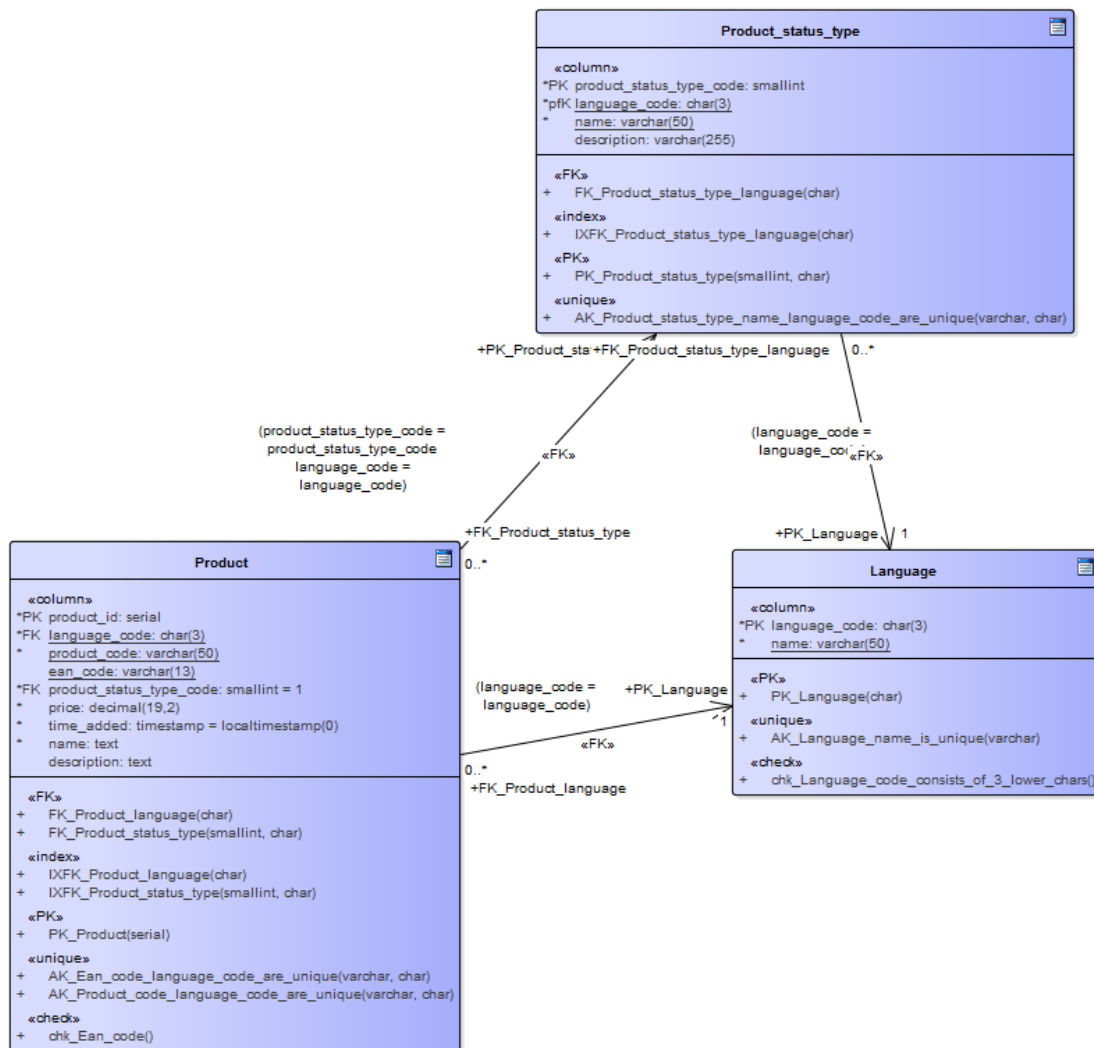 Product_status_type
«column»
*PK product_status_type_code: smallint
*pfK language_code: char(3)
* name: varchar(50)
description: varchar(255)
«FK»
+ FK_Product_status_type_language(char)
«index»
+ IXFK_Product_status_type_language(char)
«PK»
+ PK_Product_status_type(smallint, char)
«unique»
+ AK_Product_status_type_name_language_code_are_unique(varchar, char)
+PK_Product_sta
+FK_Product_status_type_language
0..*
(product_status_type_code =
product_status_type_code
language_code =
language_code)
«FK»
(language_code =
«FK»
+FK_Product_status_type
0..*
+PK_Language
1
Product
«column»
*PK product_id: serial
*FK language_code: char(3)
* product_code: varchar(50)
ean_code: varchar(13)
*FK product_status_type_code: smallint = 1
* price: decimal(19,2)
* time_added: timestamp = localtimestamp(0)
* name: text
description: text
«FK»
+ FK_Product_language(char)
+ FK_Product_status_type(smallint, char)
«index»
+ IXFK_Product_language(char)
+ IXFK_Product_status_type(smallint, char)
«PK»
+ PK_Product(serial)
«unique»
+ AK_Ean_code_language_code_are_unique(varchar, char)
+ AK_Product_code_language_code_are_unique(varchar, char)
«check»
+ chk_Ean_code()
(language_code =
language_code)
+PK_Language
1
«FK»
0..*
+FK_Product_language
Language
«column»
*PK language_code: char(3)
* name: varchar(50)
«PK»
+ PK_Language(char)
«unique»
+ AK_Language_name_is_unique(varchar)
«check»
+ chk_Language_code_consists_of_3_lower_chars()